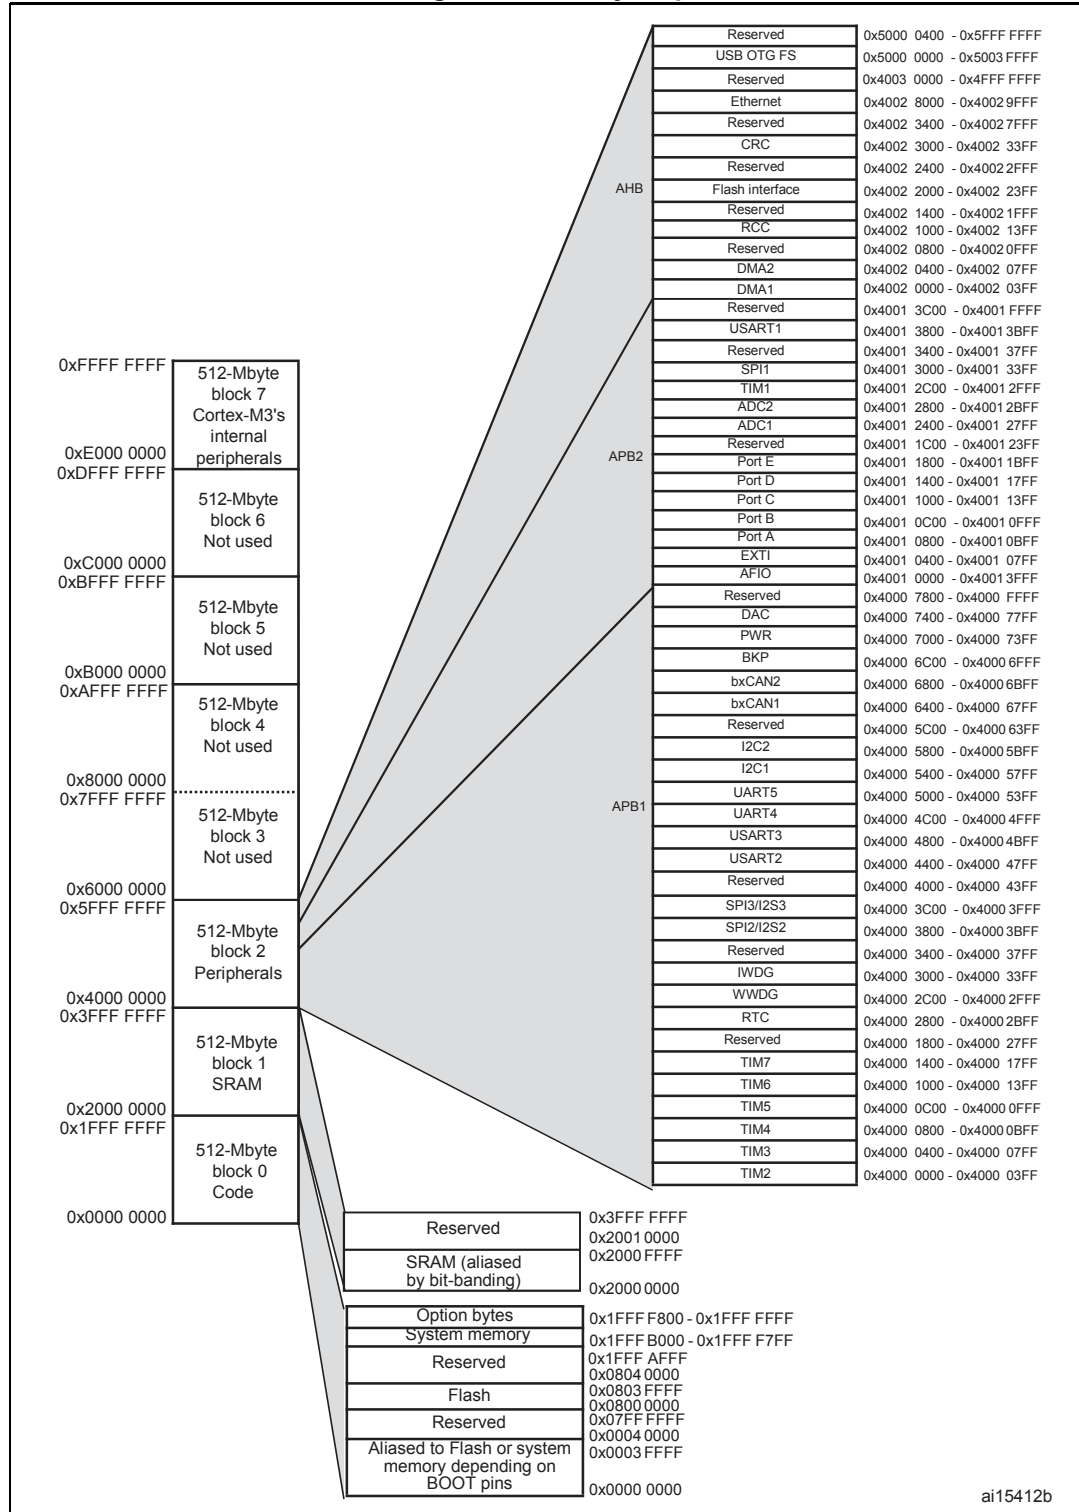 Reserved 0x5000 0400 - 0x5FFF FFFF
USB OTG FS 0x5000 0000 - 0x5003 FFFF
Reserved 0x4003 0000 - 0x4FFF FFFF
Ethernet 0x4002 8000 - 0x4002 9FFF
Reserved 0x4002 3400 - 0x4002 7FFF
CRC 0x4002 3000 - 0x4002 33FF
Reserved 0x4002 2400 - 0x4002 2FFF
AHB
Flash interface 0x4002 2000 - 0x4002 23FF
Reserved 0x4002 1400 - 0x4002 1FFF
RCC 0x4002 1000 - 0x4002 13FF
Reserved 0x4002 0800 - 0x4002 0FFF
DMA2 0x4002 0400 - 0x4002 07FF
DMA1 0x4002 0000 - 0x4002 03FF
Reserved 0x4001 3C00 - 0x4001 FFFF
USART1 0x4001 3800 - 0x4001 3BFF
Reserved 0x4001 3400 - 0x4001 37FF
SPI1 0x4001 3000 - 0x4001 33FF
TIM1 0x4001 2C00 - 0x4001 2FFF
ADC2 0x4001 2800 - 0x4001 2BFF
ADC1 0x4001 2400 - 0x4001 27FF
Reserved 0x4001 1C00 - 0x4001 23FF
APB2
Port E 0x4001 1800 - 0x4001 1BFF
Port D 0x4001 1400 - 0x4001 17FF
Port C 0x4001 1000 - 0x4001 13FF
Port B 0x4001 0C00 - 0x4001 0FFF
Port A 0x4001 0800 - 0x4001 0BFF
EXTI 0x4001 0400 - 0x4001 07FF
AFIO 0x4001 0000 - 0x4001 3FFF
Reserved 0x4000 7800 - 0x4000 FFFF
DAC 0x4000 7400 - 0x4000 77FF
PWR 0x4000 7000 - 0x4000 73FF
BKP 0x4000 6C00 - 0x4000 6FFF
bxCAN2 0x4000 6800 - 0x4000 6BFF
bxCAN1 0x4000 6400 - 0x4000 67FF
Reserved 0x4000 5C00 - 0x4000 63FF
I2C2 0x4000 5800 - 0x4000 5BFF
I2C1 0x4000 5400 - 0x4000 57FF
UART5 0x4000 5000 - 0x4000 53FF
APB1
UART4 0x4000 4C00 - 0x4000 4FFF
USART3 0x4000 4800 - 0x4000 4BFF
USART2 0x4000 4400 - 0x4000 47FF
Reserved 0x4000 4000 - 0x4000 43FF
SPI3/I2S3 0x4000 3C00 - 0x4000 3FFF
SPI2/I2S2 0x4000 3800 - 0x4000 3BFF
Reserved 0x4000 3400 - 0x4000 37FF
IWDG 0x4000 3000 - 0x4000 33FF
WWDG 0x4000 2C00 - 0x4000 2FFF
RTC 0x4000 2800 - 0x4000 2BFF
Reserved 0x4000 1800 - 0x4000 27FF
TIM7 0x4000 1400 - 0x4000 17FF
TIM6 0x4000 1000 - 0x4000 13FF
TIM5 0x4000 0C00 - 0x4000 0FFF
TIM4 0x4000 0800 - 0x4000 0BFF
TIM3 0x4000 0400 - 0x4000 07FF
TIM2 0x4000 0000 - 0x4000 03FF
0xFFFF FFFF
512-Mbyte
block 7
Cortex-M3's
internal
peripherals
0xE000 0000
0xDFFF FFFF
512-Mbyte
block 6
Not used
0xC000 0000
0xBFFF FFFF
512-Mbyte
block 5
Not used
0xB000 0000
0xAFFF FFFF
512-Mbyte
block 4
Not used
0x8000 0000
0x7FFF FFFF
512-Mbyte
block 3
Not used
0x6000 0000
0x5FFF FFFF
512-Mbyte
block 2
Peripherals
0x4000 0000
0x3FFF FFFF
512-Mbyte
block 1
SRAM
0x2000 0000
0x1FFF FFFF
512-Mbyte
block 0
Code
0x0000 0000
0x3FFF FFFF
Reserved
0x2001 0000
0x2000 FFFF
SRAM (aliased
by bit-banding)
0x2000 0000
Option bytes 0x1FFF F800 - 0x1FFF FFFF
System memory 0x1FFF B000 - 0x1FFF F7FF
0x1FFF AFFF
Reserved
0x0804 0000
0x0803 FFFF
Flash
0x0800 0000
0x07FF FFFF
Reserved
0x0004 0000
Aliased to Flash or system 0x0003 FFFF
memory depending on
BOOT pins
0x0000 0000
ai15412b